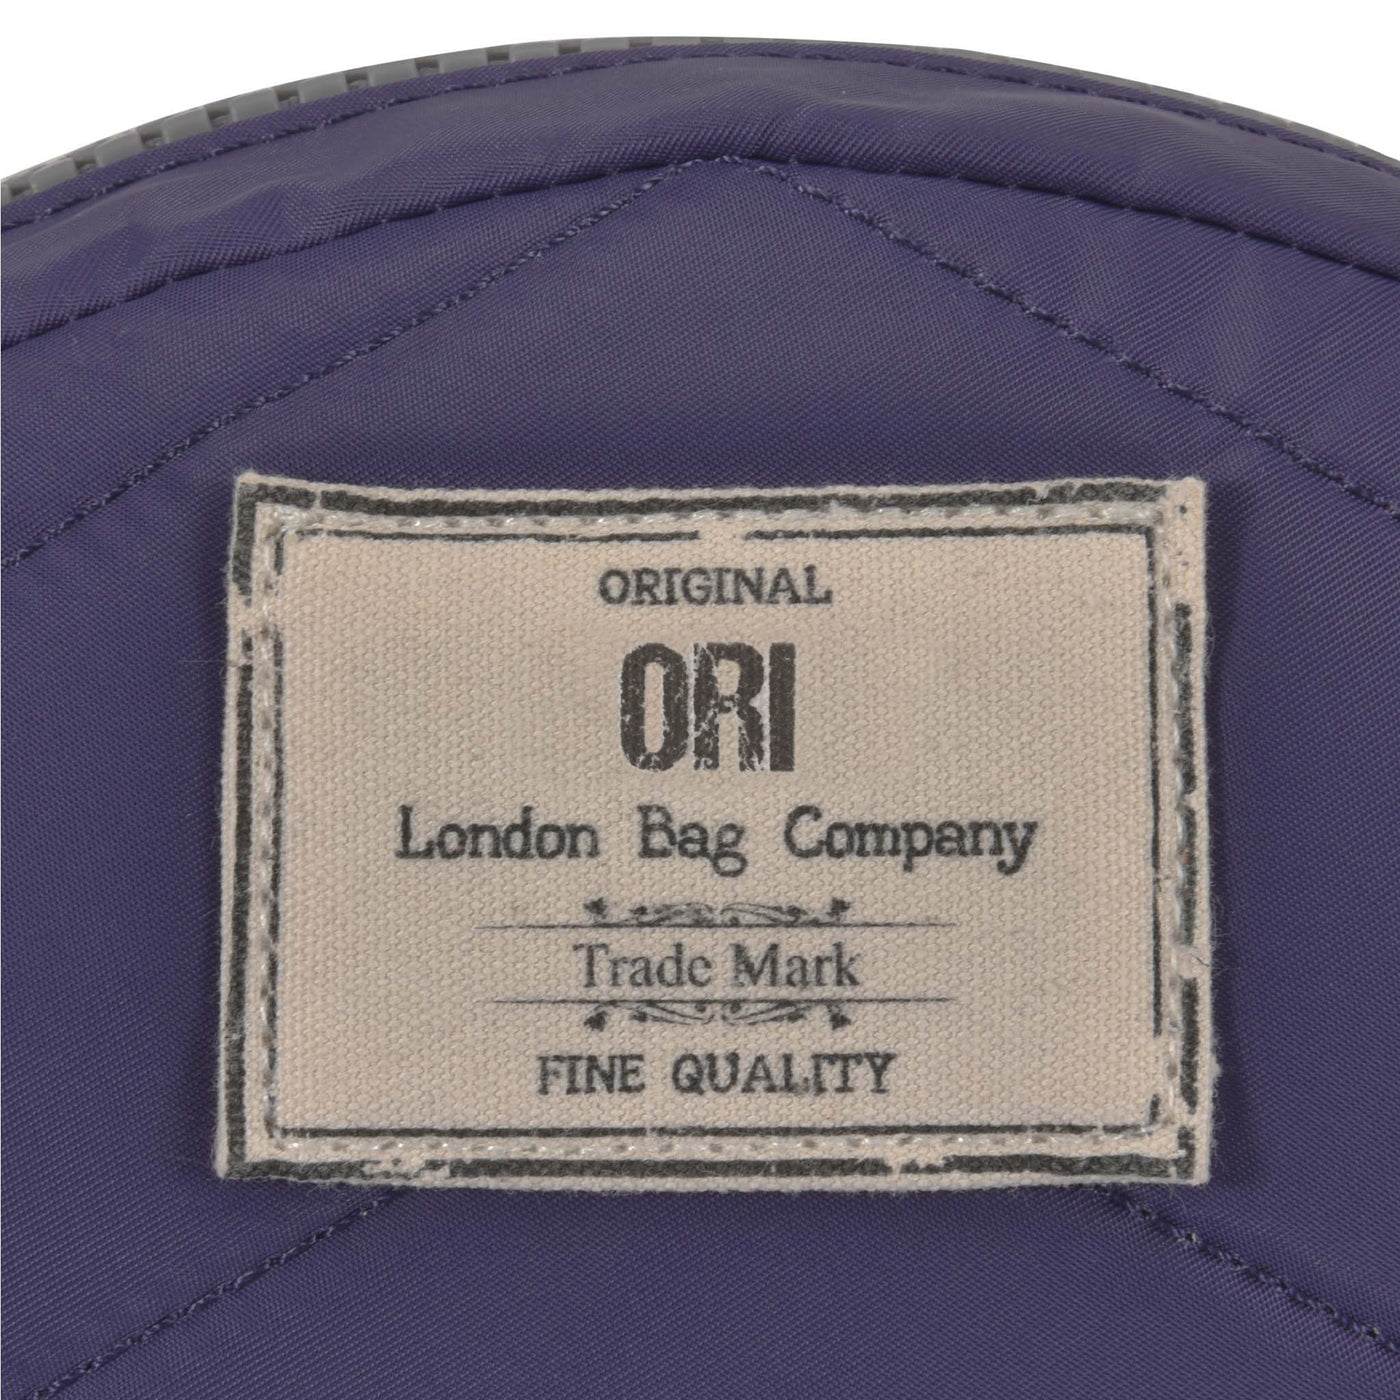 ORIGINAL
ORI
London Bag Company
Trade Mark
FINE QUALITY